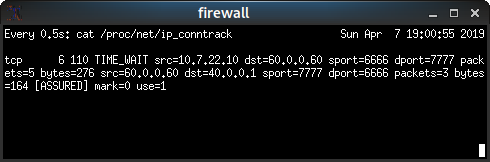 firewall
Every 0.5s: cat /proc/net/ip_conntrack Sun Apr 7 19:00:55 2019
tcp 6 110 TIME_WAIT src=10.7.22.10 dst=60.0.0.60 sport=6666 dport=7777 pack
ets=5 bytes=276 src=60.0.0.60 dst=40.0.0.1 sport=7777 dport=6666 packets=3 bytes
=164 [ASSURED] mark=0 use=1